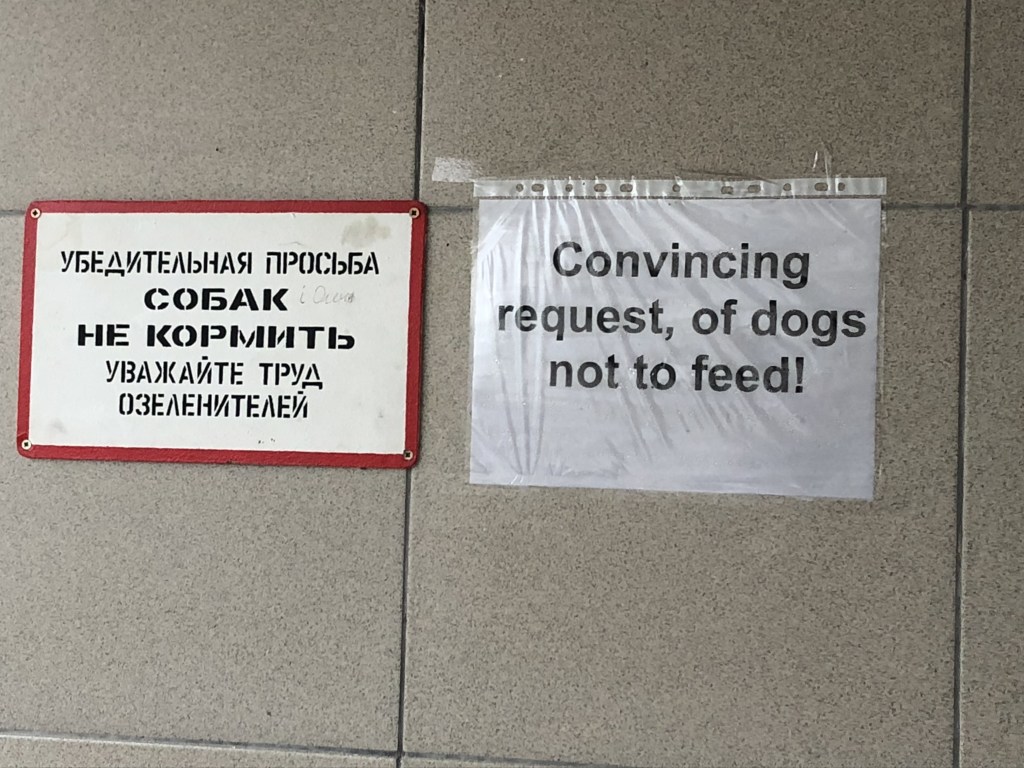 УБЕДИТЕЛЬНАЯ ПРОСЬБА
СОБАК
НЕ КОРМИТЬ
УВАЖАЙТЕ ТРУД
ОЗЕЛЕНИТЕЛЕЙ
Convincing
request, of dogs
not to feed!